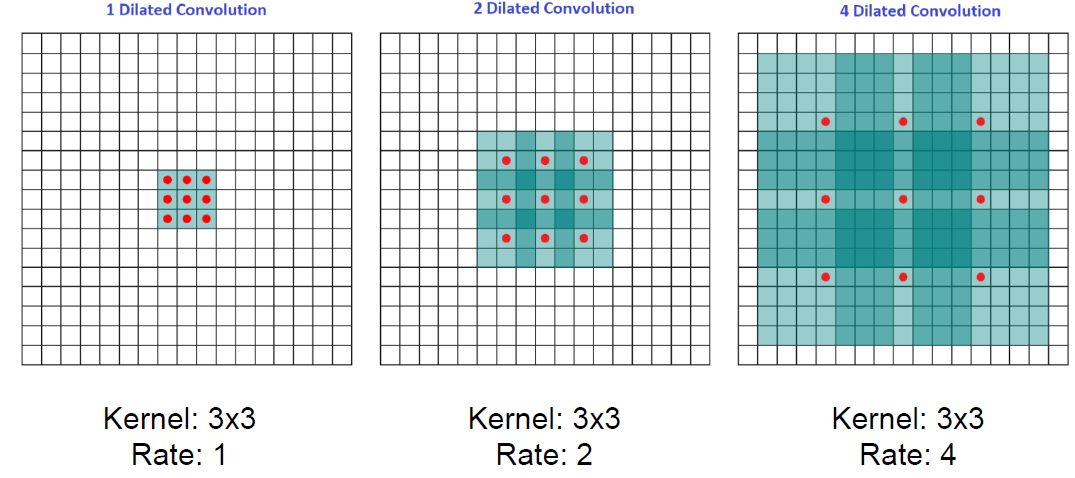 1 Dilated Convolution
2 Dilated Convolution
4 Dilated Convolution
Kernel: 3x3
Rate: 1
Kernel: 3x3
Rate: 2
Kernel: 3x3
Rate: 4